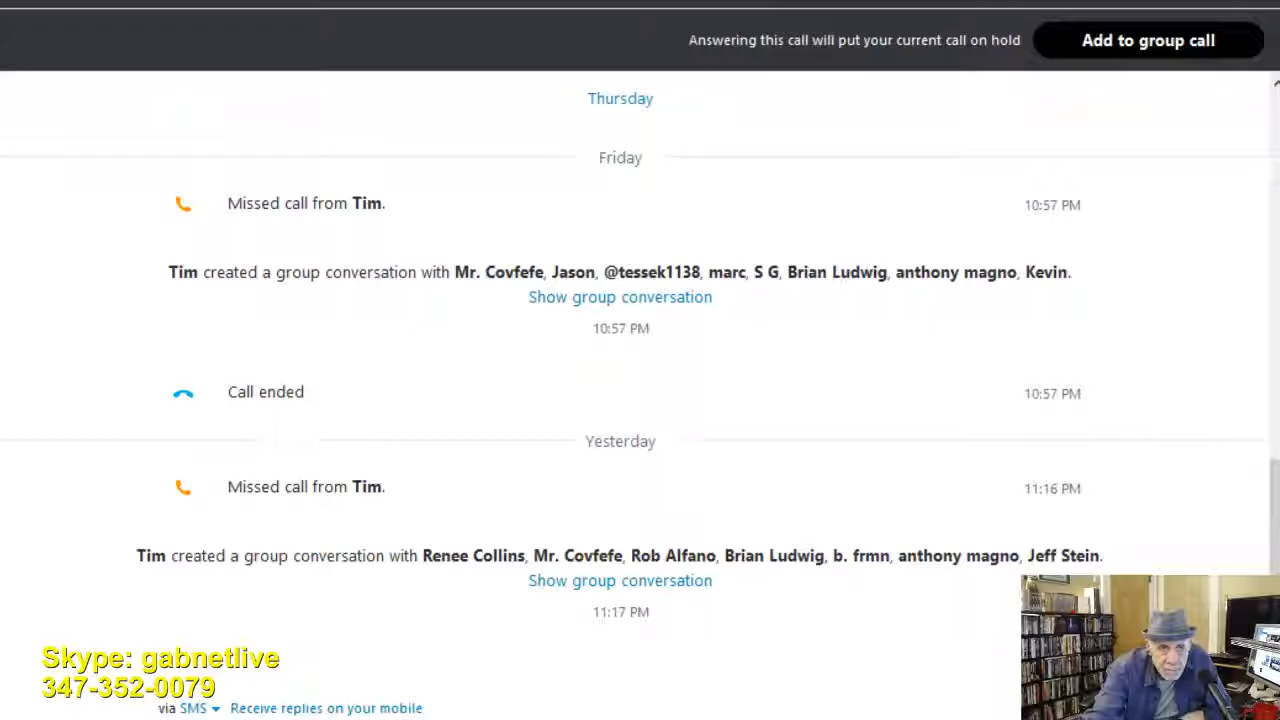 Answering this call will put your current call on hold
Add to group call
Thursday
Friday
Missed call from Tim.
10:57 PM
Tim created a group conversation with Mr. Covfefe, Jason, @tessek1138, marc, S G, Brian Ludwig, anthony magno, Kevin.
Show group conversation
10:57 PM
Call ended
10:57 PM
Yesterday
Missed call from Tim.
11:16 PM
Tim created a group conversation with Renee Collins, Mr. Covfefe, Rob Alfano, Brian Ludwig, b. frmn, anthony magno, Jeff Stein.
Show group conversation
11:17 PM
Skype: gabnetlive
347-352-0079
via SMS Receive replies on your mobile